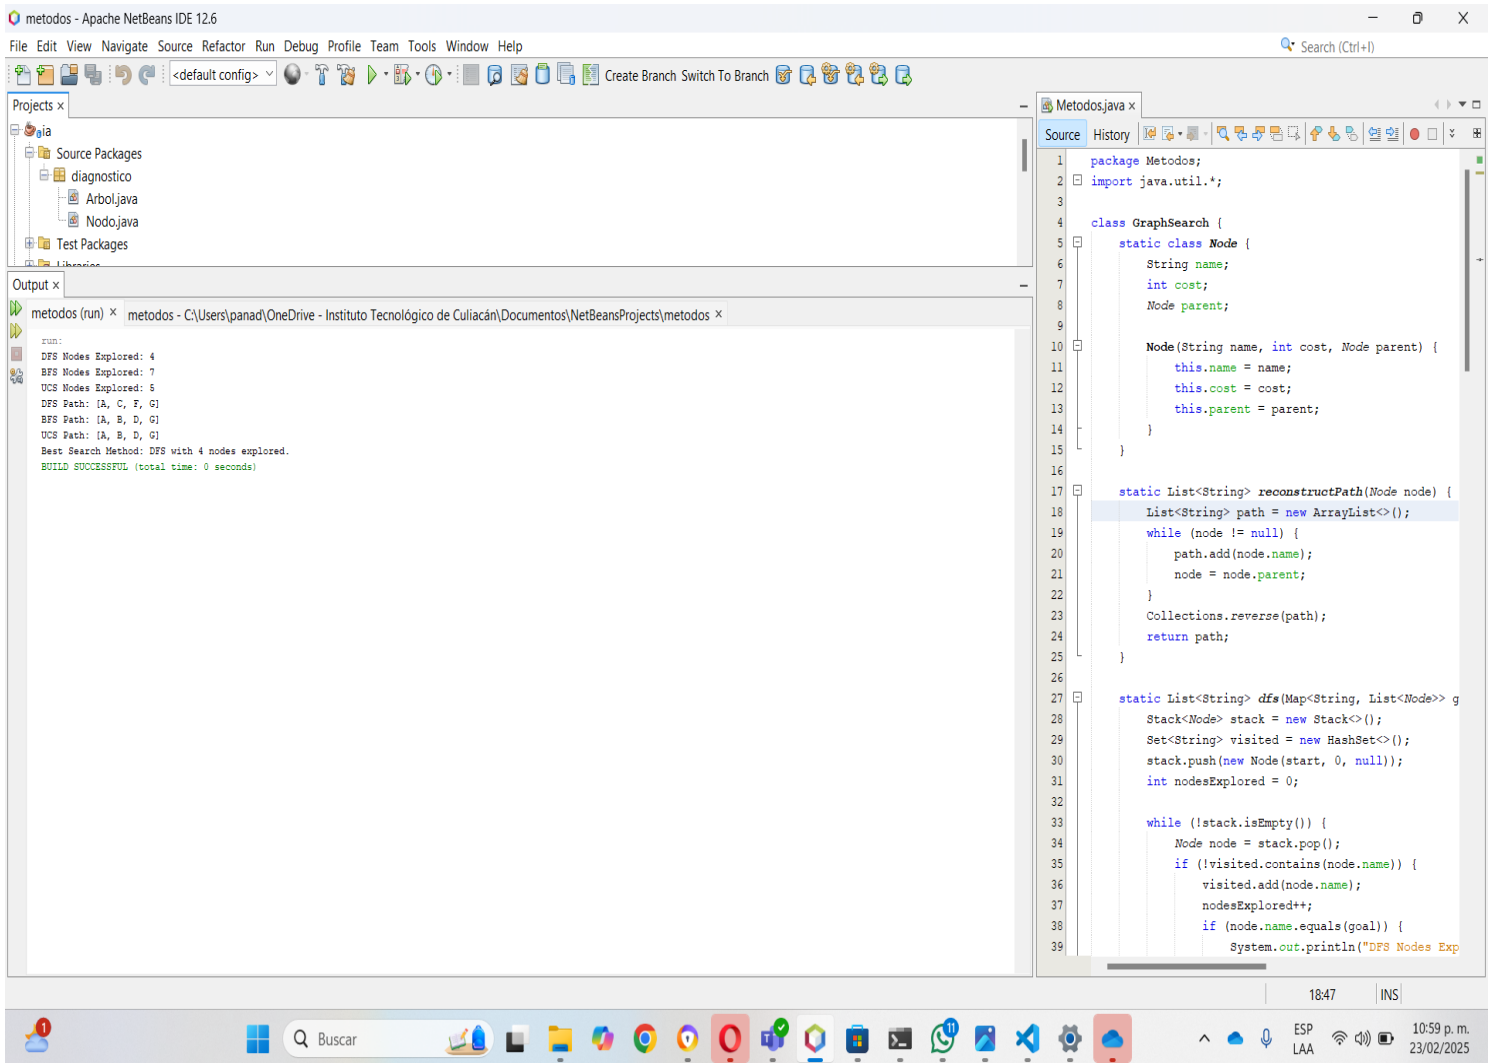 metodos - Apache NetBeans IDE 12.6
File Edit View Navigate Source Refactor Run Debug Profile Team Tools Window Help
Search (Ctrl+I)
<default config>
Create Branch Switch To Branch
Projects
ia
Source Packages
diagnostico
Arbol.java
Nodo.java
Test Packages
Libraries
Output
metodos (run)
metodos - C:\Users\panad\OneDrive - Instituto Tecnológico de Culiacán\Documentos\NetBeansProjects\metodos
run:
DFS Nodes Explored: 4
BFS Nodes Explored: 7
UCS Nodes Explored: 5
DFS Path: [A, C, F, G]
BFS Path: [A, B, D, G]
UCS Path: [A, B, D, G]
Best Search Method: DFS with 4 nodes explored.
BUILD SUCCESSFUL (total time: 0 seconds)
Metodos.java
Source History
1 package Metodos;
2 import java.util.*;
3
4 class GraphSearch {
5 static class Node {
6 String name;
7 int cost;
8 Node parent;
9
10 Node(String name, int cost, Node parent) {
11 this.name = name;
12 this.cost = cost;
13 this.parent = parent;
14 }
15 }
16
17 static List<String> reconstructPath(Node node) {
18 List<String> path = new ArrayList<>();
19 while (node != null) {
20 path.add(node.name);
21 node = node.parent;
22 }
23 Collections.reverse(path);
24 return path;
25 }
26
27 static List<String> dfs(Map<String, List<Node>> g
28 Stack<Node> stack = new Stack<>();
29 Set<String> visited = new HashSet<>();
30 stack.push(new Node(start, 0, null));
31 int nodesExplored = 0;
32
33 while (!stack.isEmpty()) {
34 Node node = stack.pop();
35 if (!visited.contains(node.name)) {
36 visited.add(node.name);
37 nodesExplored++;
38 if (node.name.equals(goal)) {
39 System.out.println("DFS Nodes Exp
18:47 INS
1
Buscar
11
ESP
LAA
10:59 p. m.
23/02/2025